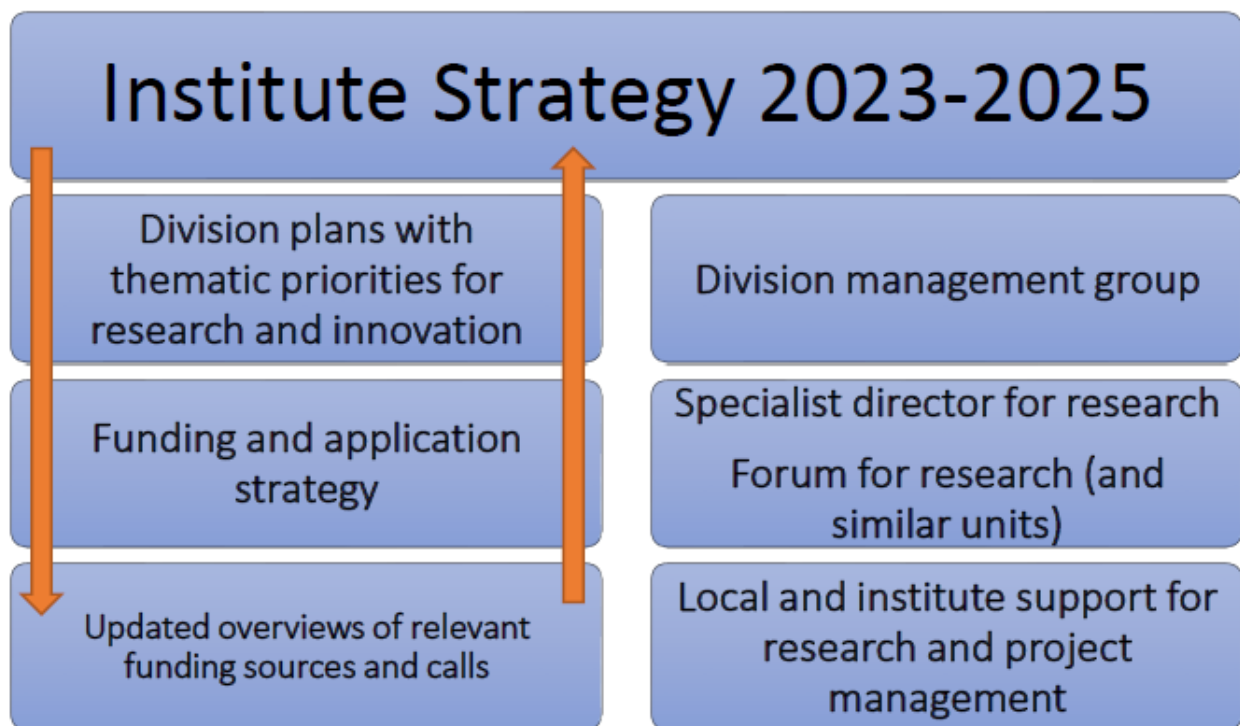 Institute Strategy 2023-2025
Division plans with
thematic priorities for
research and innovation
Division management group
Funding and application
strategy
Specialist director for research
Forum for research (and
similar units)
Updated overviews of relevant
funding sources and calls
Local and institute support for
research and project
management